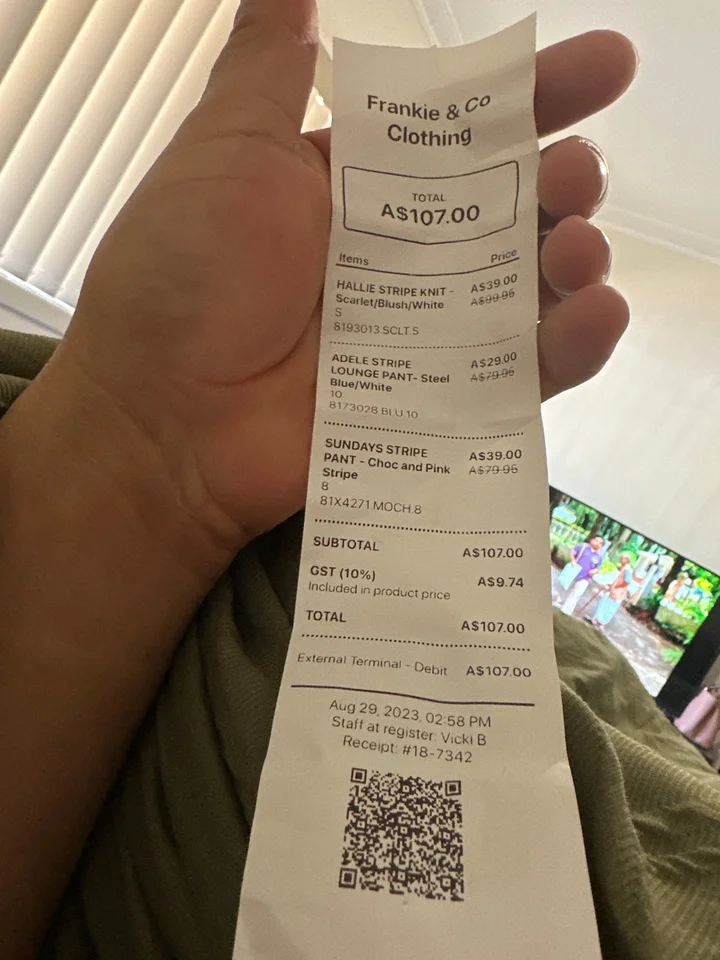 Frankie & Co
Clothing
TOTAL
A$107.00
Items Price
HALLIE STRIPE KNIT - A$39.00
Scarlet/Blush/White A$99.95
S
8193013 SCLT.S
ADELE STRIPE A$29.00
LOUNGE PANT- Steel A$79.95
Blue/White
10
8173028 BLU 10
SUNDAYS STRIPE A$39.00
PANT - Choc and Pink A$79.95
Stripe
8
81X4271.MOCH.8
SUBTOTAL A$107.00
GST (10%) A$9.74
Included in product price
TOTAL A$107.00
External Terminal - Debit A$107.00
Aug 29, 2023, 02:58 PM
Staff at register: Vicki B
Receipt: #18-7342